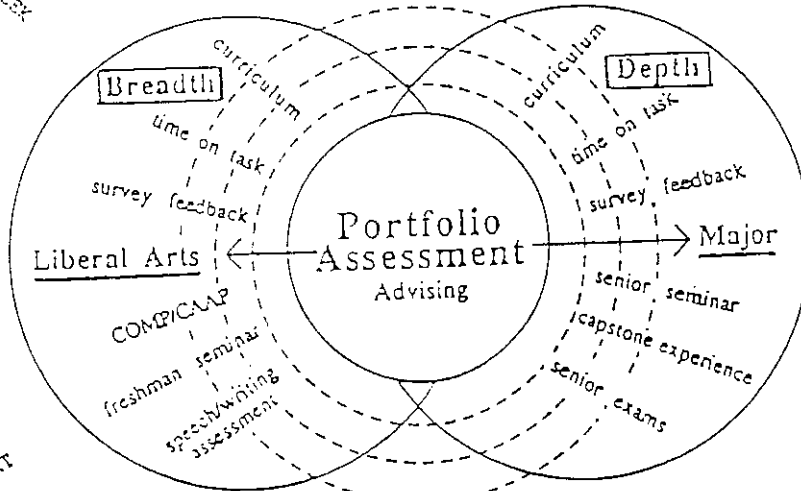 curriculum
Breadth
time on task
survey feedback
Liberal Arts
COMP/CAAP
freshman seminar
speech/writing
assessment
Portfolio
Assessment
Advising
curriculum
Depth
time on task
survey feedback
Major
senior seminar
capstone experience
senior exams